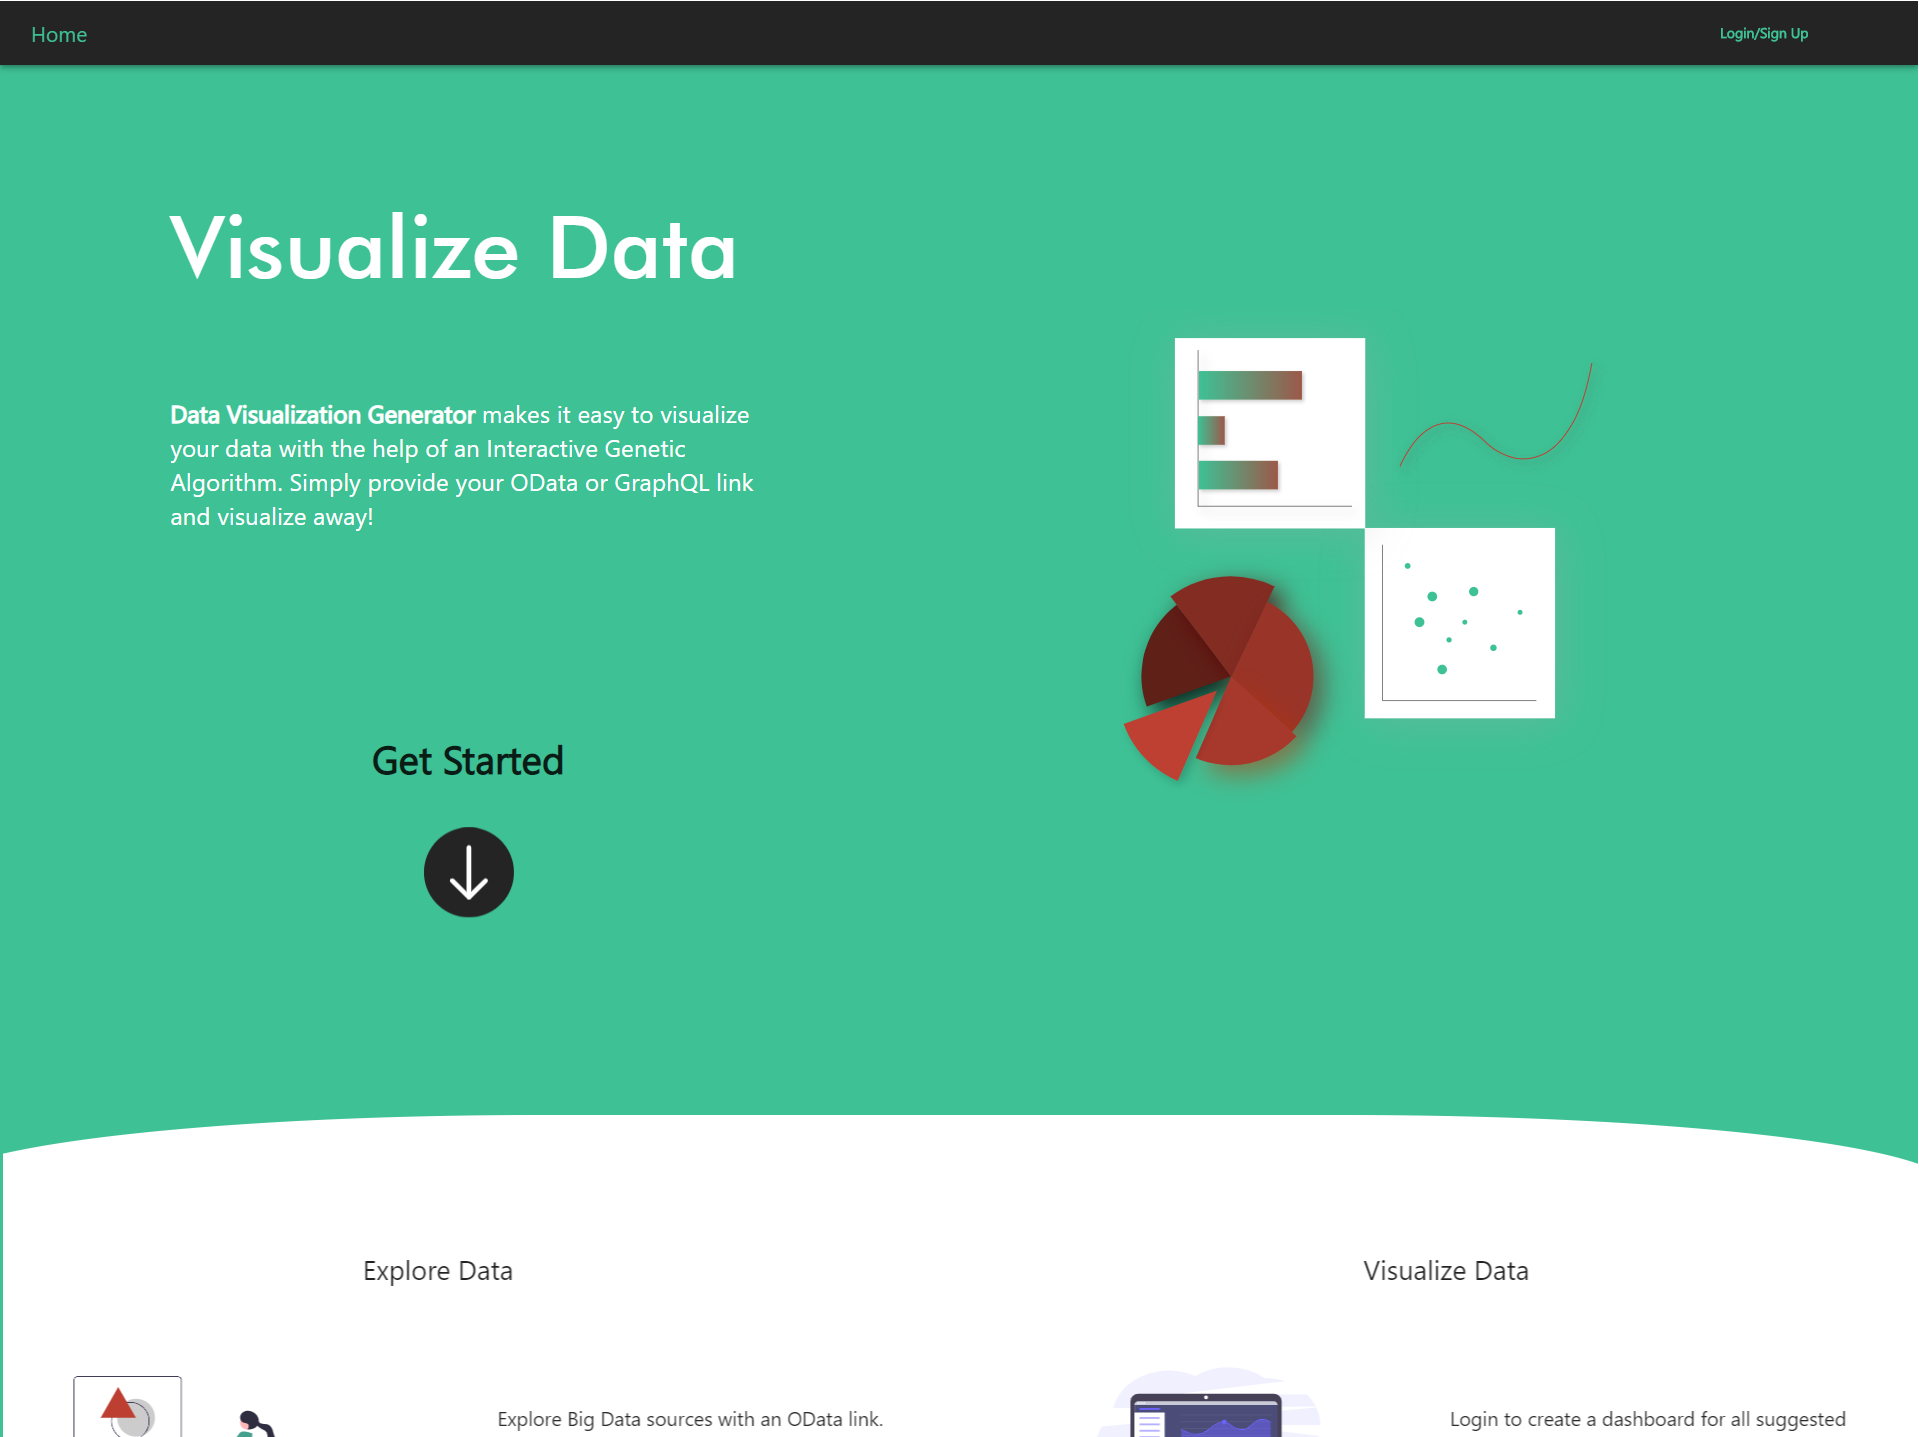 Home
Login/Sign Up
Visualize Data
Data Visualization Generator makes it easy to visualize
your data with the help of an Interactive Genetic
Algorithm. Simply provide your OData or GraphQL link
and visualize away!
Get Started
Explore Data
Visualize Data
Explore Big Data sources with an OData link.
Login to create a dashboard for all suggested